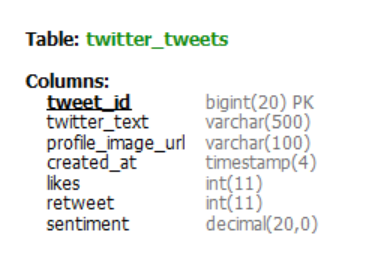 Table: twitter_tweets
Columns:
tweet_id bigint(20) PK
twitter_text varchar(500)
profile_image_url varchar(100)
created_at timestamp(4)
likes int(11)
retweet int(11)
sentiment decimal(20,0)